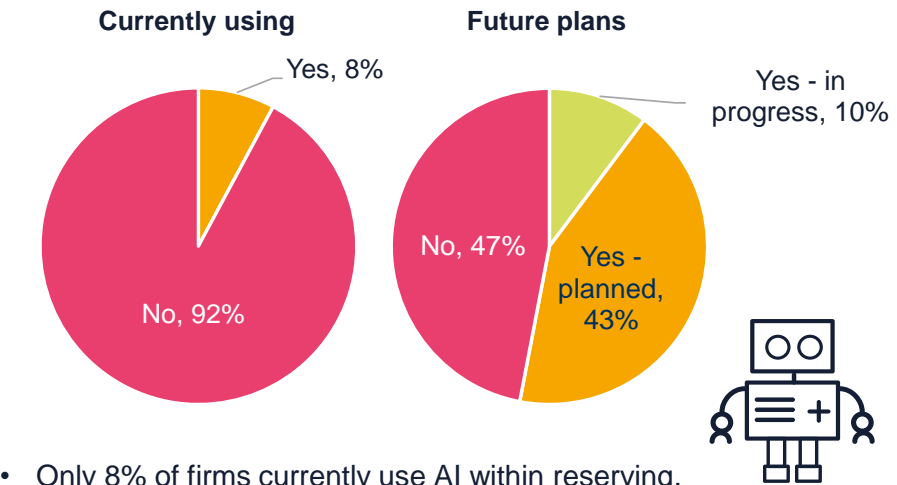 Currently using
Future plans
Yes, 8%
Yes - in
progress, 10%
No, 47%
Yes -
planned,
43%
No, 92%
• Only 8% of firms currently use AI within reserving.